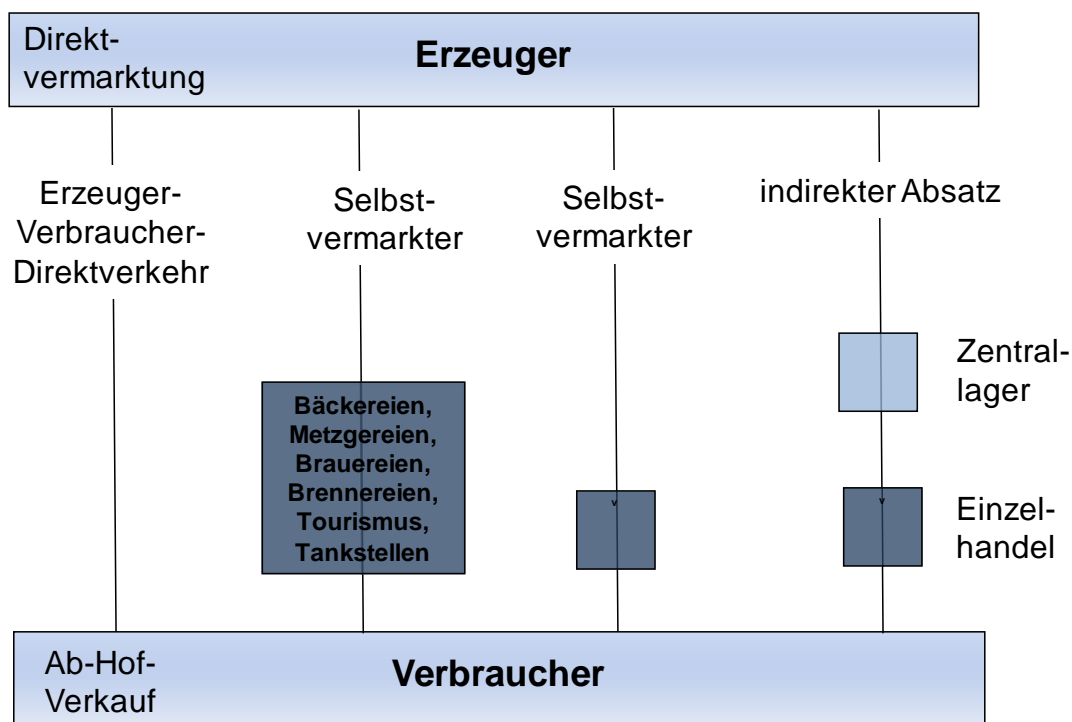 Direkt-
vermarktung
Erzeuger
Erzeuger-
Verbraucher-
Direktverkehr
Selbst-
vermarkter
Selbst-
vermarkter
indirekter Absatz
Zentral-
lager
Bäckereien,
Metzgereien,
Brauereien,
Brennereien,
Tourismus,
Tankstellen
v
v
Einzel-
handel
Ab-Hof-
Verkauf
Verbraucher